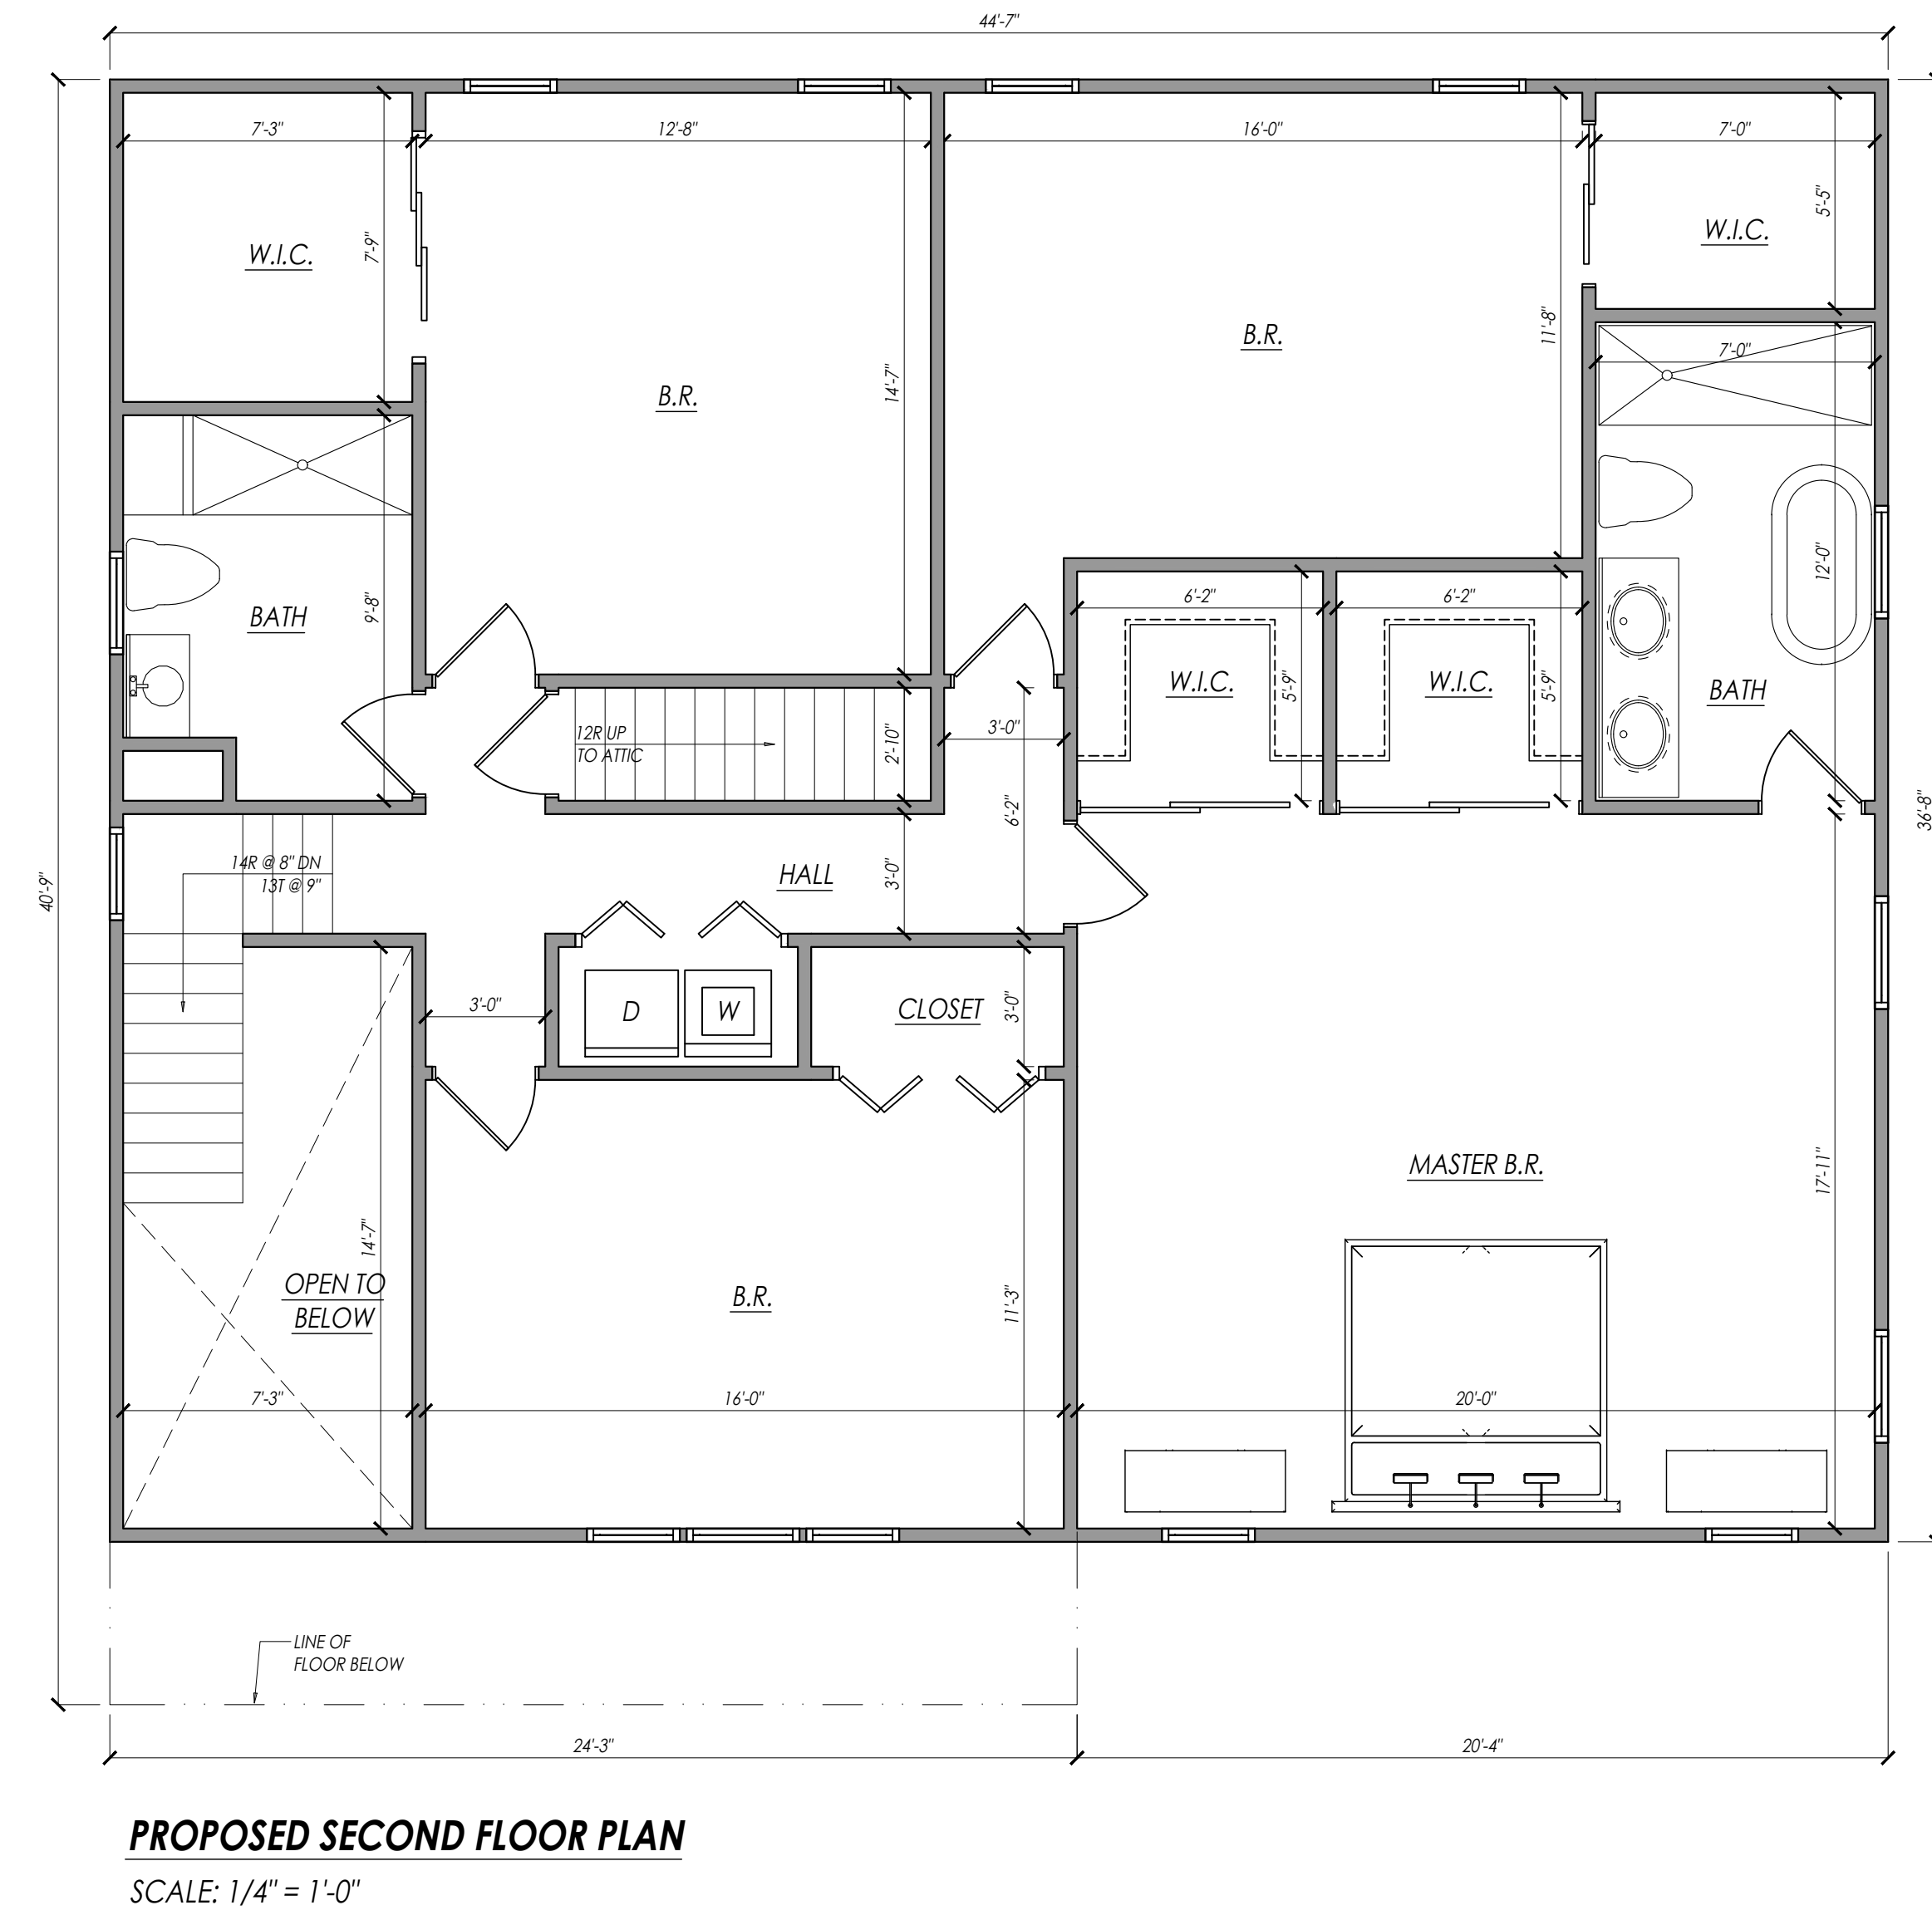 44'-7"
7'-3"
12'-8"
16'-0"
7'-0"
5'-5"
W.I.C.
W.I.C.
7'-9"
11'-8"
B.R.
7'-0"
14'-7"
B.R.
12'-0"
6'-2"
6'-2"
BATH
9'-8"
W.I.C.
5'-9"
W.I.C.
5'-9"
BATH
12R UP
TO ATTIC
2'-10"
3'-0"
6'-2"
36'-8"
14R @ 8" DN
13T @ 9"
HALL
3'-0"
40'-9"
3'-0"
D
W
CLOSET
3'-0"
MASTER B.R.
17'-11"
14'-7"
OPEN TO
BELOW
B.R.
11'-3"
7'-3"
16'-0"
20'-0"
LINE OF
FLOOR BELOW
24'-3"
20'-4"
PROPOSED SECOND FLOOR PLAN
SCALE: 1/4" = 1'-0"